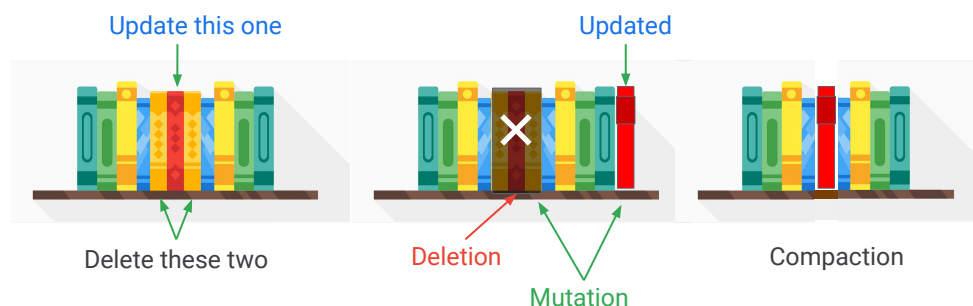 Update this one
Updated
Delete these two
Deletion
Compaction
Mutation